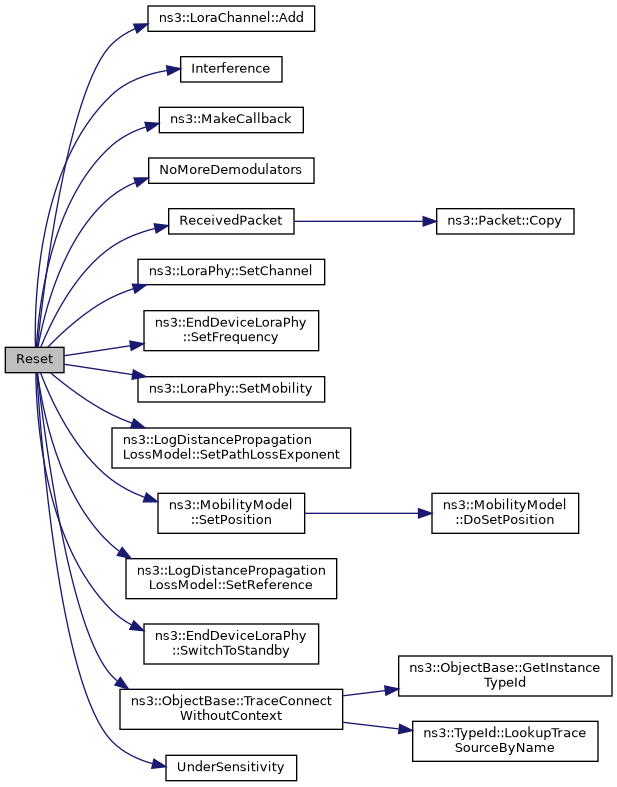 ns3::LoraChannel::Add
Interference
ns3::MakeCallback
NoMoreDemodulators
ReceivedPacket
ns3::Packet::Copy
ns3::LoraPhy::SetChannel
ns3::EndDeviceLoraPhy
::SetFrequency
Reset
ns3::LoraPhy::SetMobility
ns3::LogDistancePropagation
LossModel::SetPathLossExponent
ns3::MobilityModel
::SetPosition
ns3::MobilityModel
::DoSetPosition
ns3::LogDistancePropagation
LossModel::SetReference
ns3::EndDeviceLoraPhy
::SwitchToStandby
ns3::ObjectBase::TraceConnect
WithoutContext
ns3::ObjectBase::GetInstance
TypeId
ns3::TypeId::LookupTrace
SourceByName
UnderSensitivity